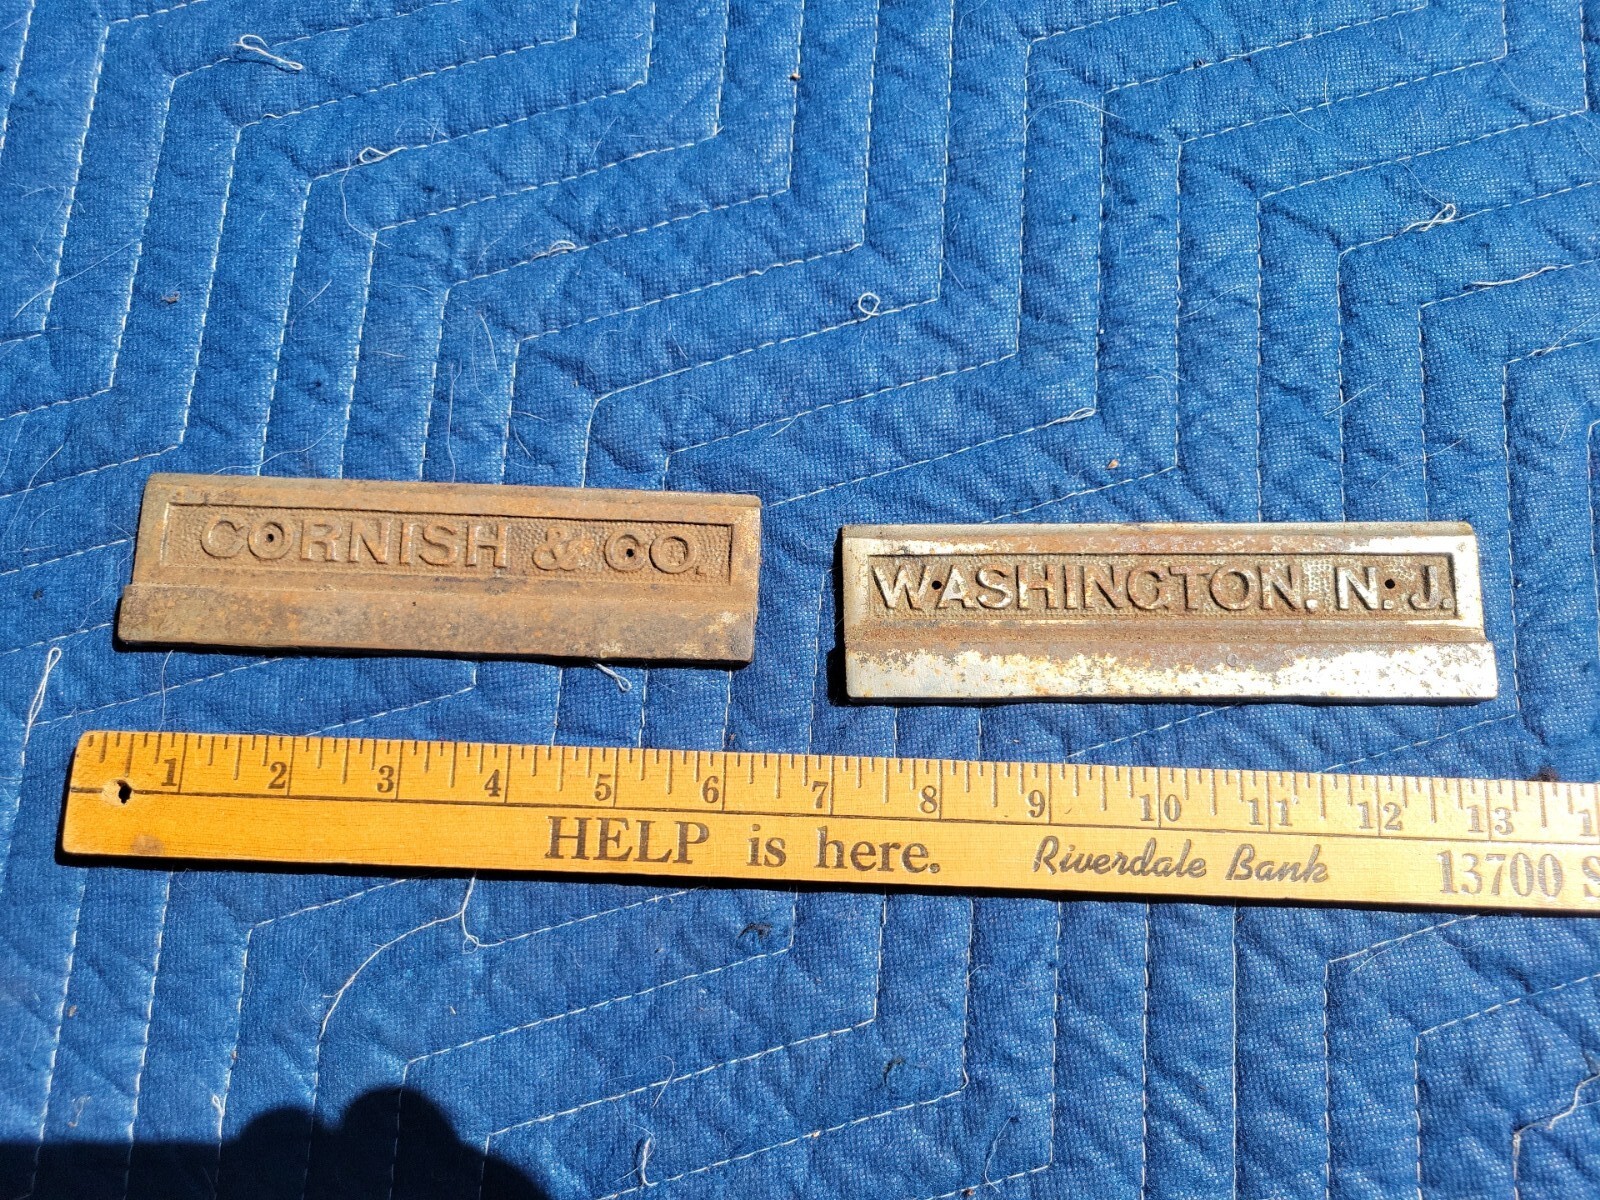 CORNISH & CO.
WASHINGTON. N. J.
1 2 3 4 5 6 7 8 9 10 11 12 13
HELP is here. Riverdale Bank 13700